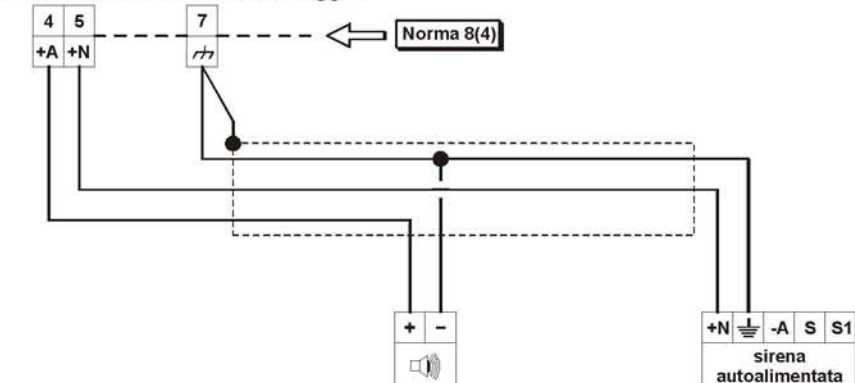 4 5 7
+A +N
Norma 8(4)
+ −
+N -A S S1
sirena
autoalimentata